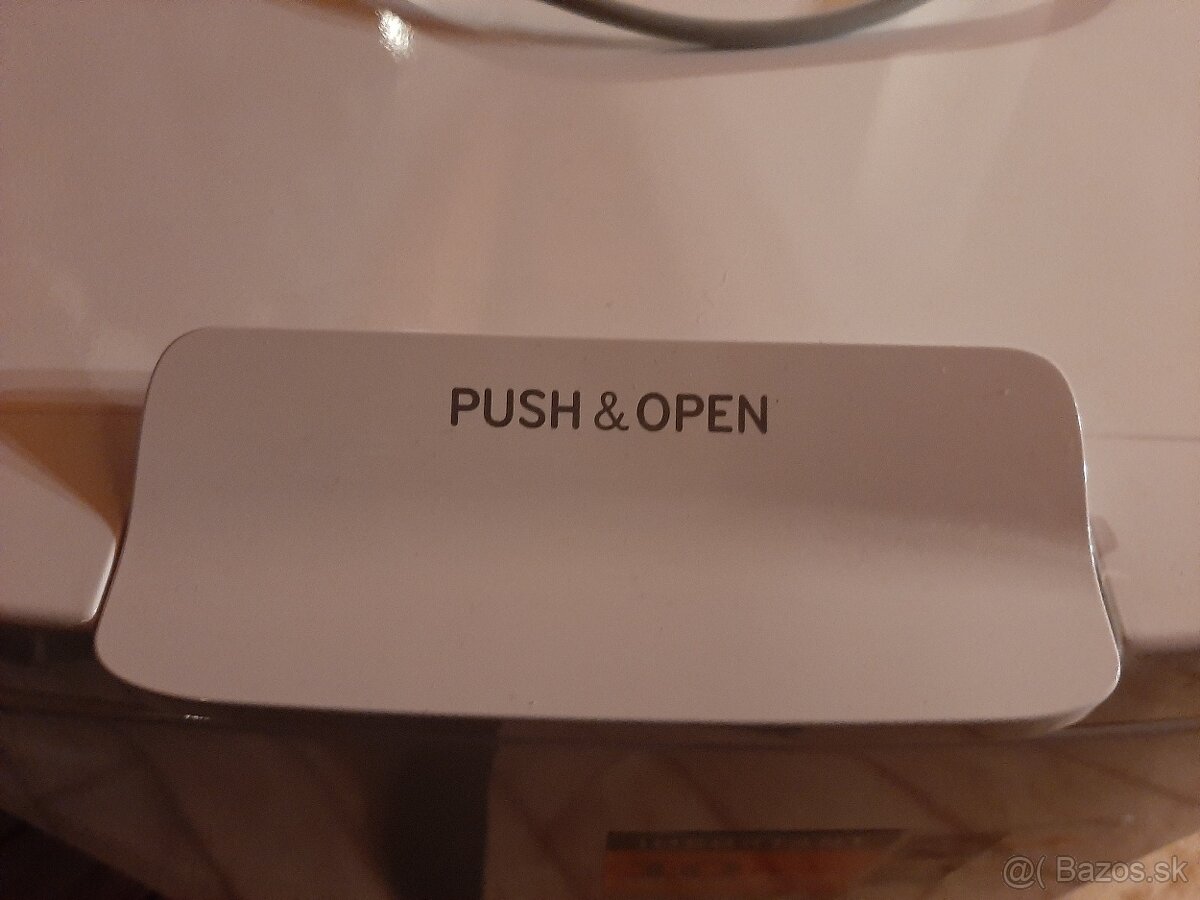 PUSH & OPEN
@( Bazos.sk